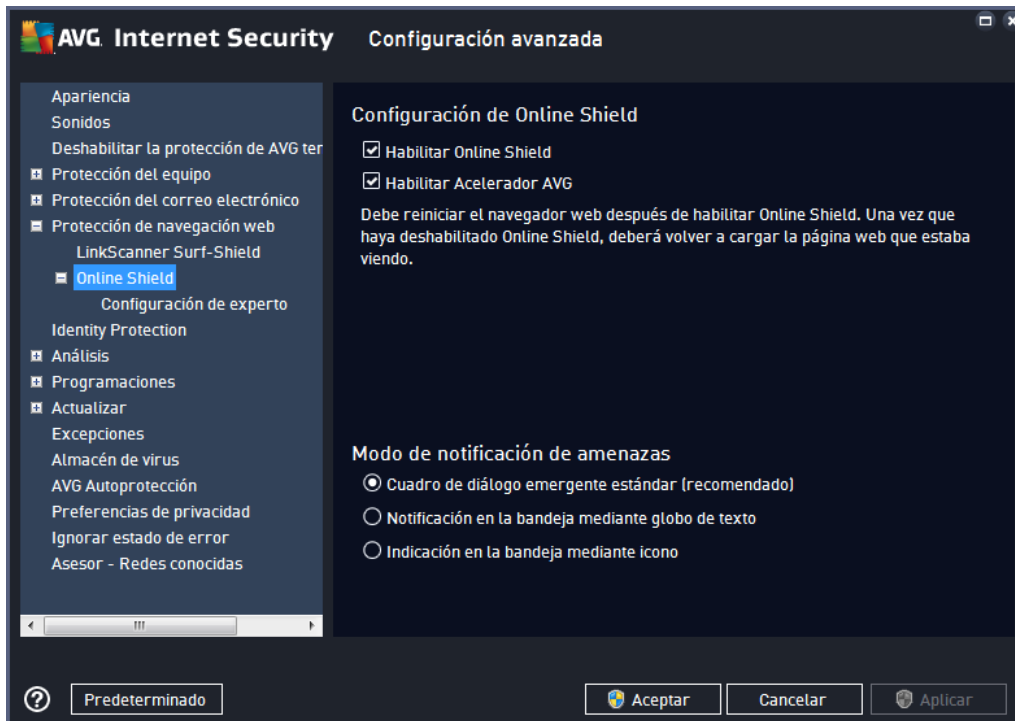 AVG Internet Security Configuración avanzada
Apariencia
Sonidos
Deshabilitar la protección de AVG ter
Protección del equipo
Protección del correo electrónico
Protección de navegación web
LinkScanner Surf-Shield
Online Shield
Configuración de experto
Identity Protection
Análisis
Programaciones
Actualizar
Excepciones
Almacén de virus
AVG Autoprotección
Preferencias de privacidad
Ignorar estado de error
Asesor - Redes conocidas
Configuración de Online Shield
Habilitar Online Shield
Habilitar Acelerador AVG
Debe reiniciar el navegador web después de habilitar Online Shield. Una vez que
haya deshabilitado Online Shield, deberá volver a cargar la página web que estaba
viendo.
Modo de notificación de amenazas
Cuadro de diálogo emergente estándar (recomendado)
Notificación en la bandeja mediante globo de texto
Indicación en la bandeja mediante icono
Predeterminado
Aceptar
Cancelar
Aplicar